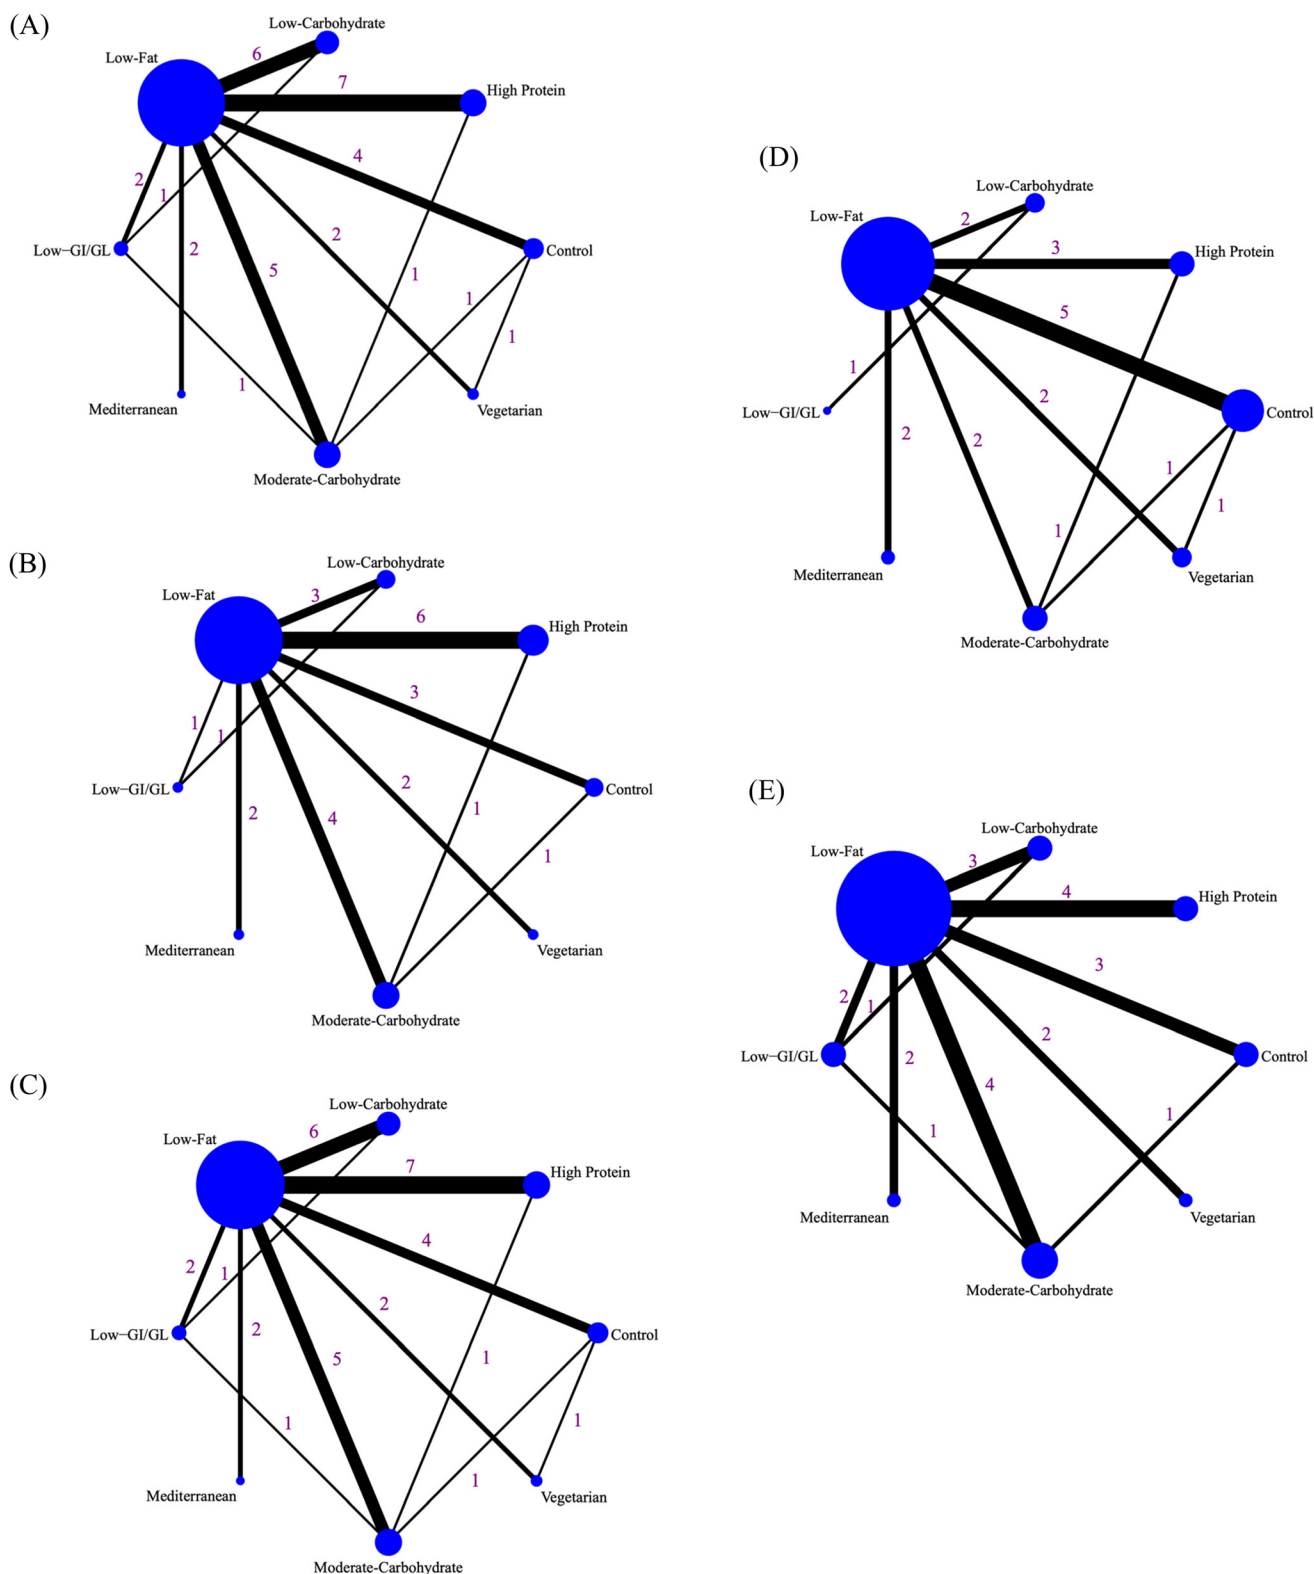 (A)
Low-Carbohydrate
Low-Fat
6
7
High Protein
4
2
1
2
Low−GI/GL
2
5
1
1
Control
1
1
Mediterranean
Vegetarian
Moderate-Carbohydrate
(B)
Low-Carbohydrate
Low-Fat
3
6
High Protein
3
1
1
Low−GI/GL
2
4
2
1
Control
1
Mediterranean
Vegetarian
Moderate-Carbohydrate
(C)
Low-Carbohydrate
Low-Fat
6
7
High Protein
4
2
1
2
Low−GI/GL
2
5
1
Control
1
1
1
Mediterranean
Vegetarian
Moderate-Carbohydrate
(D)
Low-Carbohydrate
Low-Fat
2
3
High Protein
5
1
2
Low−GI/GL
Control
2
2
1
1
1
Mediterranean
Vegetarian
Moderate-Carbohydrate
(E)
Low-Carbohydrate
Low-Fat
3
4
High Protein
3
2
1
2
Low−GI/GL
2
4
Control
1
1
Mediterranean
Vegetarian
Moderate-Carbohydrate